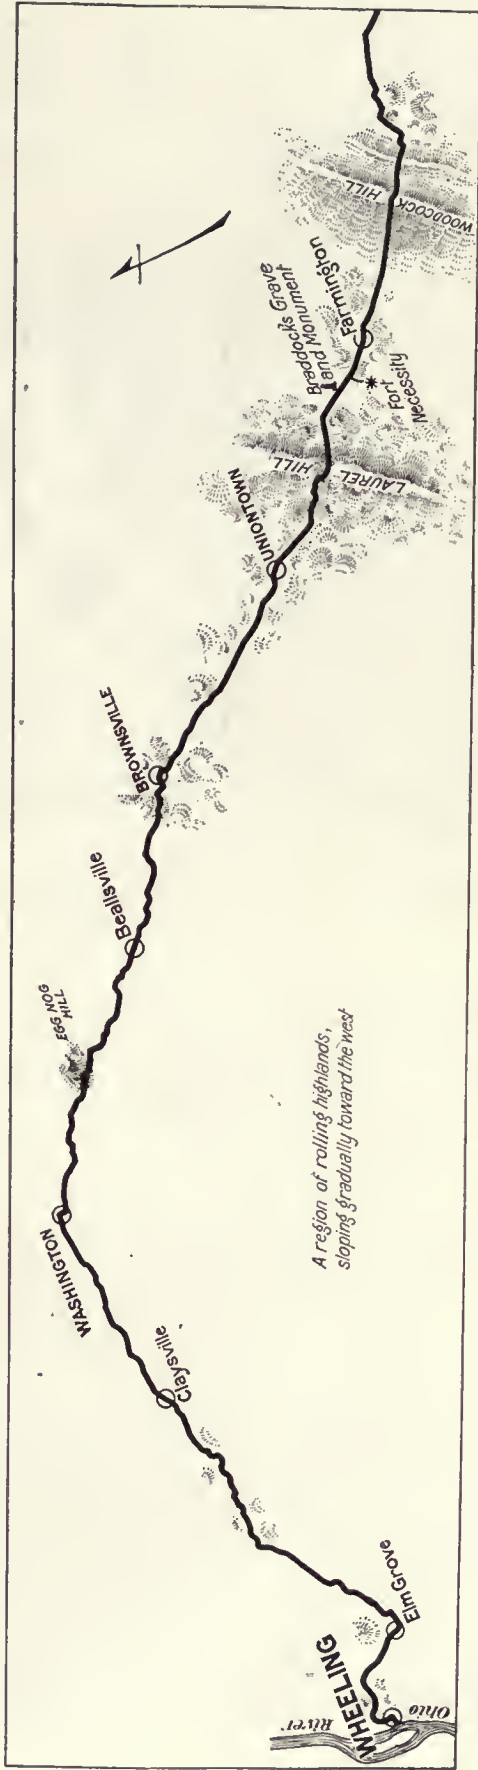 WOODCOCK
HILL
Farmington
Braddock's Grave
and Monument
Fort
Necessity
LAUREL
HILL
UNIONTOWN
BROWNSVILLE
Beallsville
EGG NOG
HILL
A region of rolling highlands,
sloping gradually toward the west
WASHINGTON
Claysville
Elm Grove
WHEELING
Ohio
River